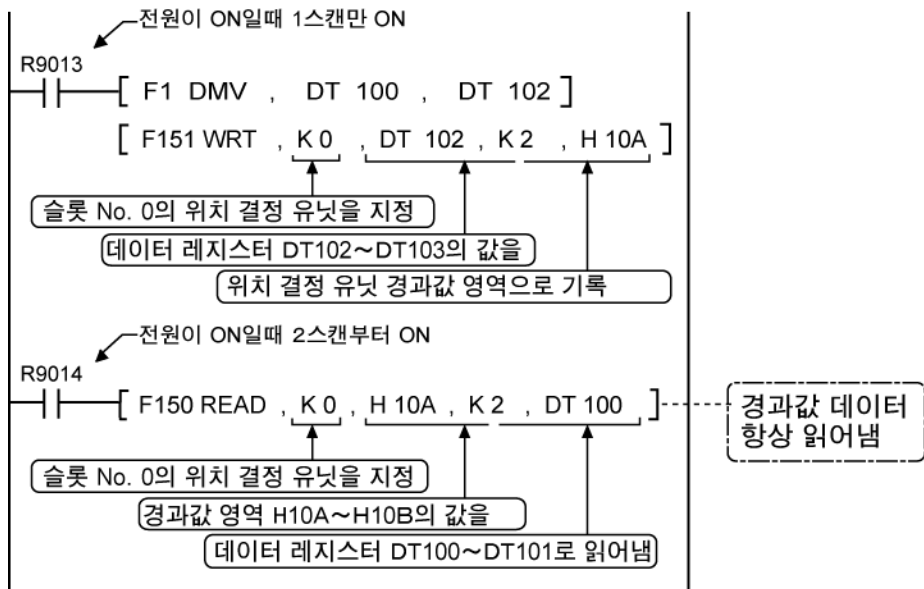 전원이 ON일때 1스캔만 ON
R9013
[ F1 DMV , DT 100 , DT 102 ]
[ F151 WRT , K 0 , DT 102 , K 2 , H 10A ]
슬롯 No. 0의 위치 결정 유닛을 지정
데이터 레지스터 DT102～DT103의 값을
위치 결정 유닛 경과값 영역으로 기록
전원이 ON일때 2스캔부터 ON
R9014
[ F150 READ , K 0 , H 10A , K 2 , DT 100 ]
경과값 데이터
항상 읽어냄
슬롯 No. 0의 위치 결정 유닛을 지정
경과값 영역 H10A～H10B의 값을
데이터 레지스터 DT100～DT101로 읽어냄